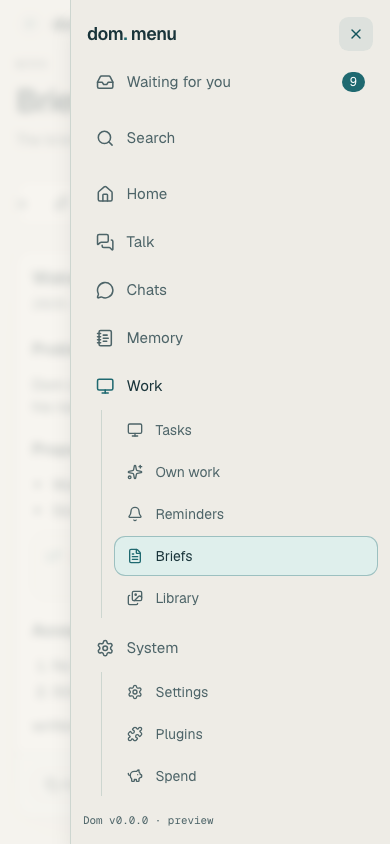 dom. menu
Waiting for you 9
Search
Home
Talk
Chats
Memory
Work
Tasks
Own work
Reminders
Briefs
Library
System
Settings
Plugins
Spend
Dom v0.0.0 · preview